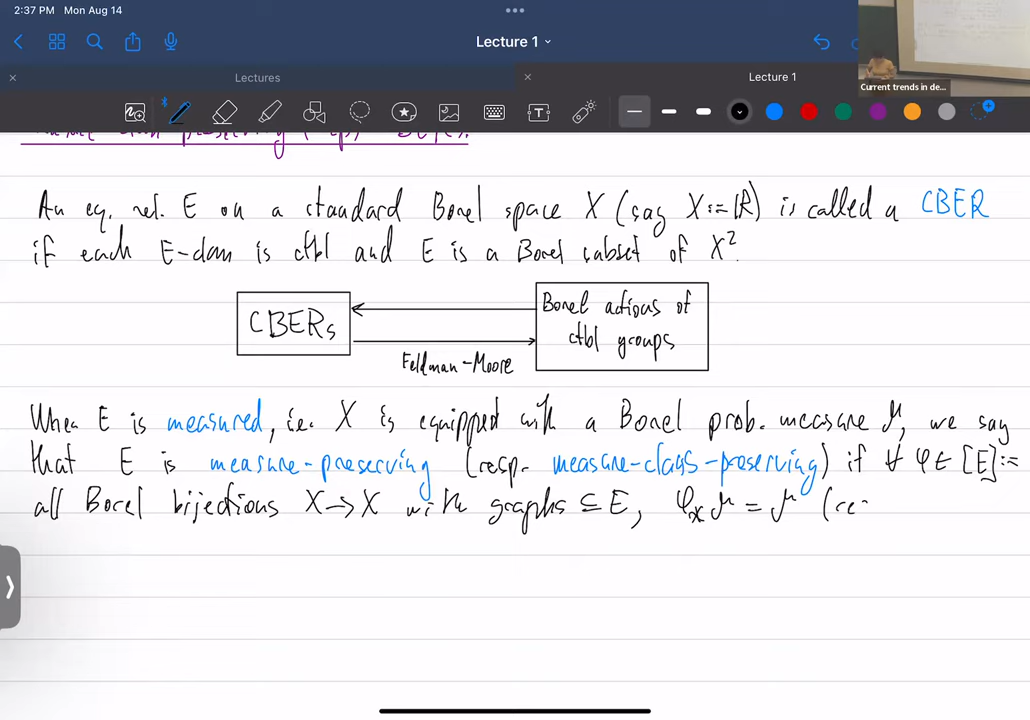 2:37 PM Mon Aug 14
Lecture 1
Lectures
Lecture 1
Current trends in de...
An eq. rel. E on a standard Borel space X (say X := ℝ) is called a CBER
if each E-class is ctbl and E is a Borel subset of X².
CBERs
Borel actions of
ctbl groups
Feldman-Moore
When E is measured, i.e. X is equipped with a Borel prob. measure μ, we say
that E is measure-preserving (resp. measure-class-preserving) if ∀ φ ∈ [E] :=
all Borel bijections X → X with graphs ⊆ E, φ_* μ = μ (re